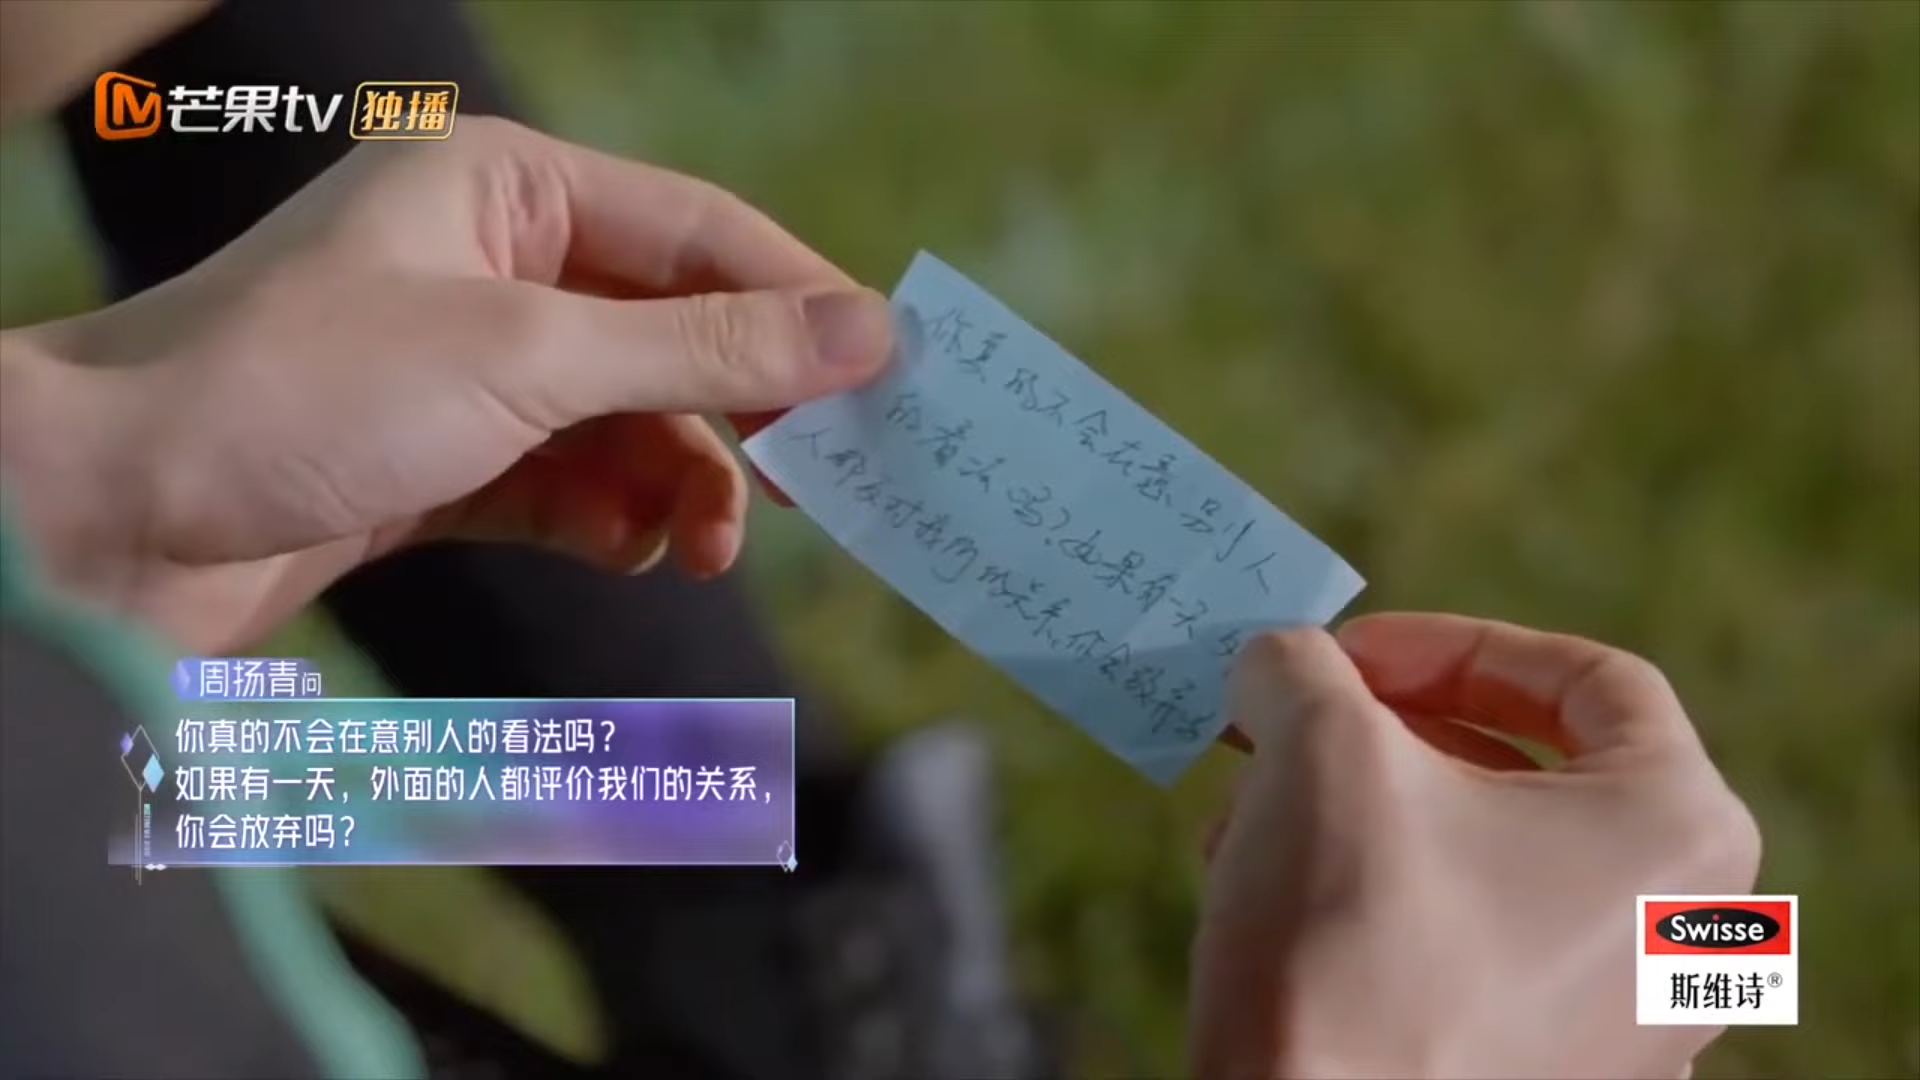 芒果tv 独播
你真的不会在意别人
的看法吗?如果有一天
人都反对我们的关系,你会放弃吗
周扬青问
你真的不会在意别人的看法吗?
如果有一天,外面的人都评价我们的关系,
你会放弃吗?
Swisse
斯维诗®